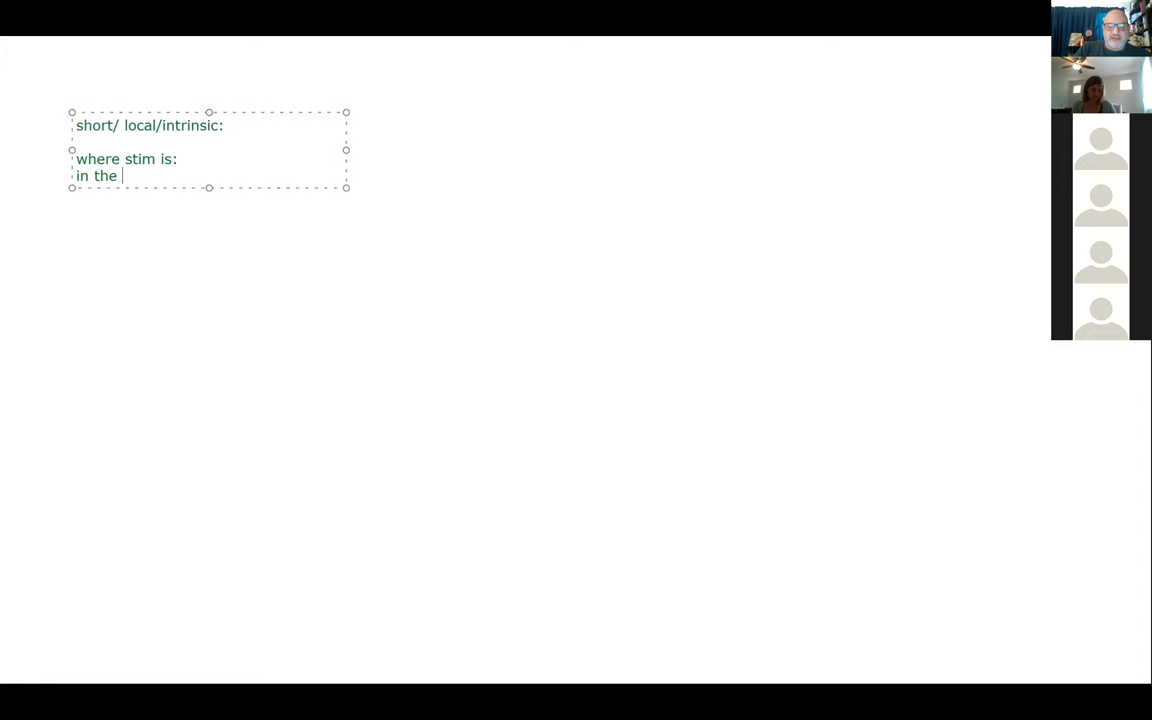 short/ local/intrinsic:
where stim is:
in the